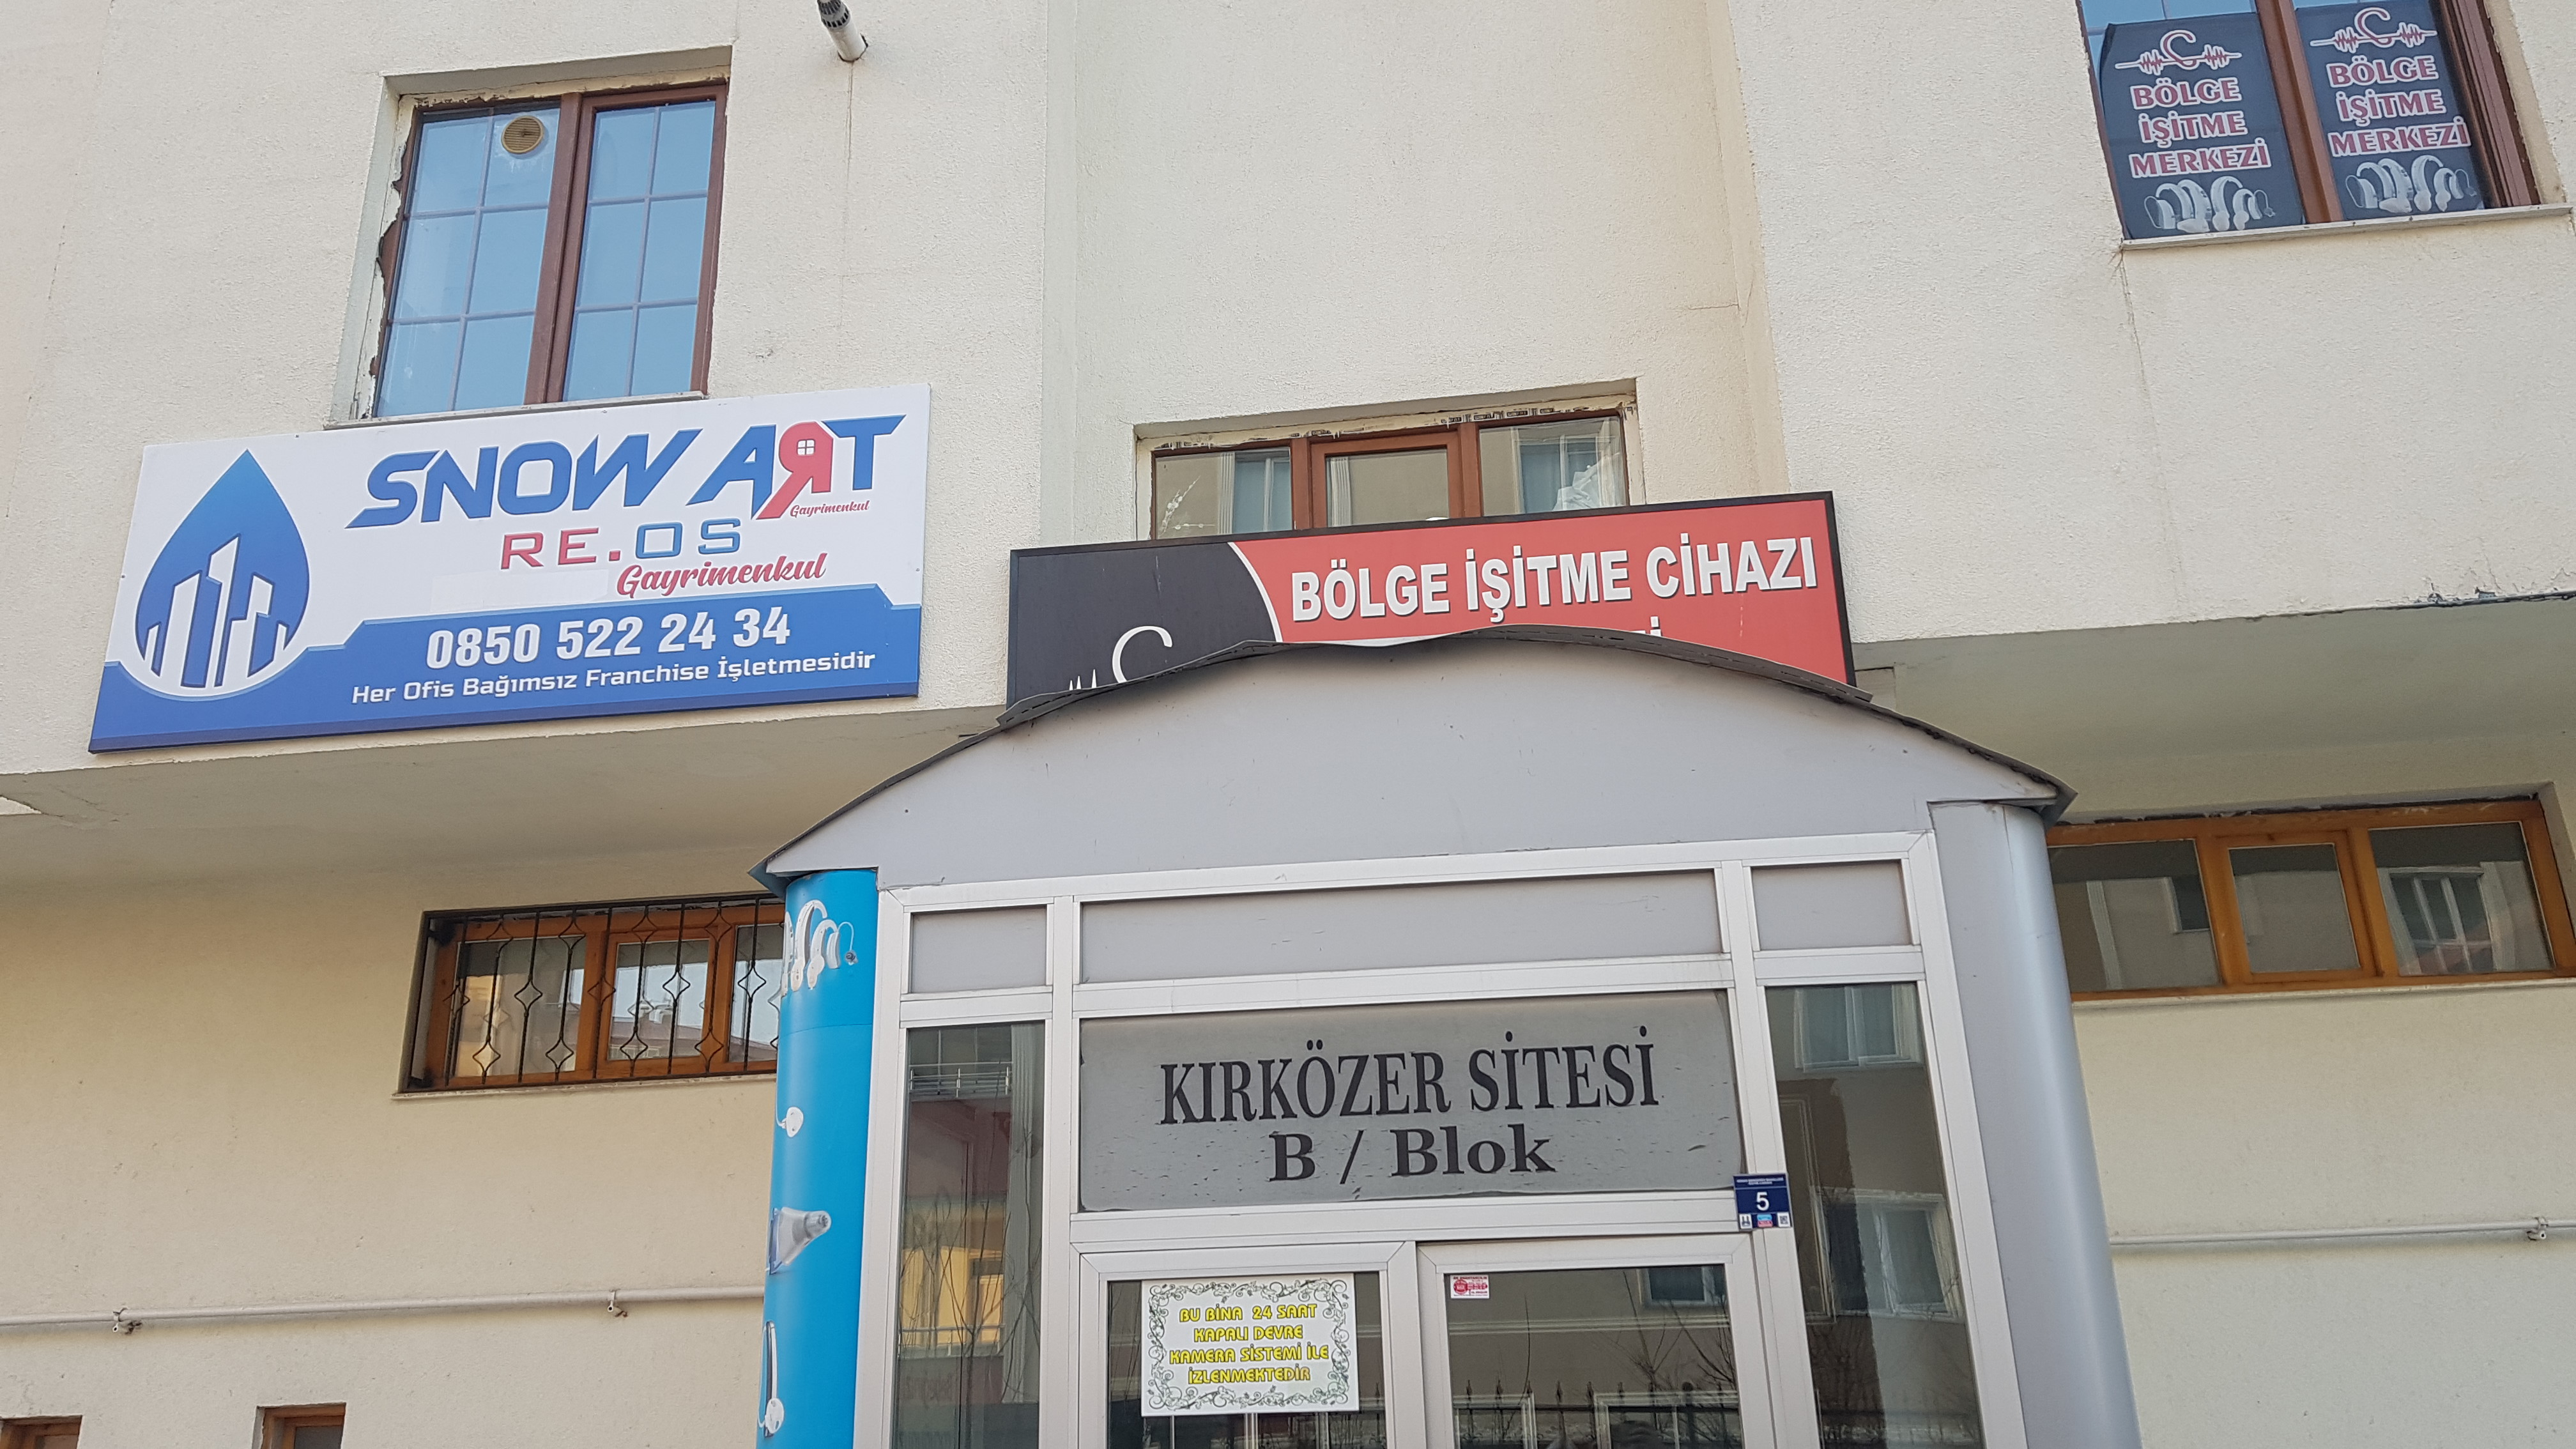 SNOW ART
Gayrimenkul
RE.OS
Gayrimenkul
0850 522 24 34
Her Ofis Bağımsız Franchise İşletmesidir
BÖLGE İŞİTME CİHAZI
BÖLGE
İŞİTME
MERKEZİ
BÖLGE
İŞİTME
MERKEZİ
KIRKÖZER SİTESİ
B / Blok
5
BU BİNA 24 SAAT
KAPALI DEVRE
KAMERA SİSTEMİ İLE
İZLENMEKTEDİR